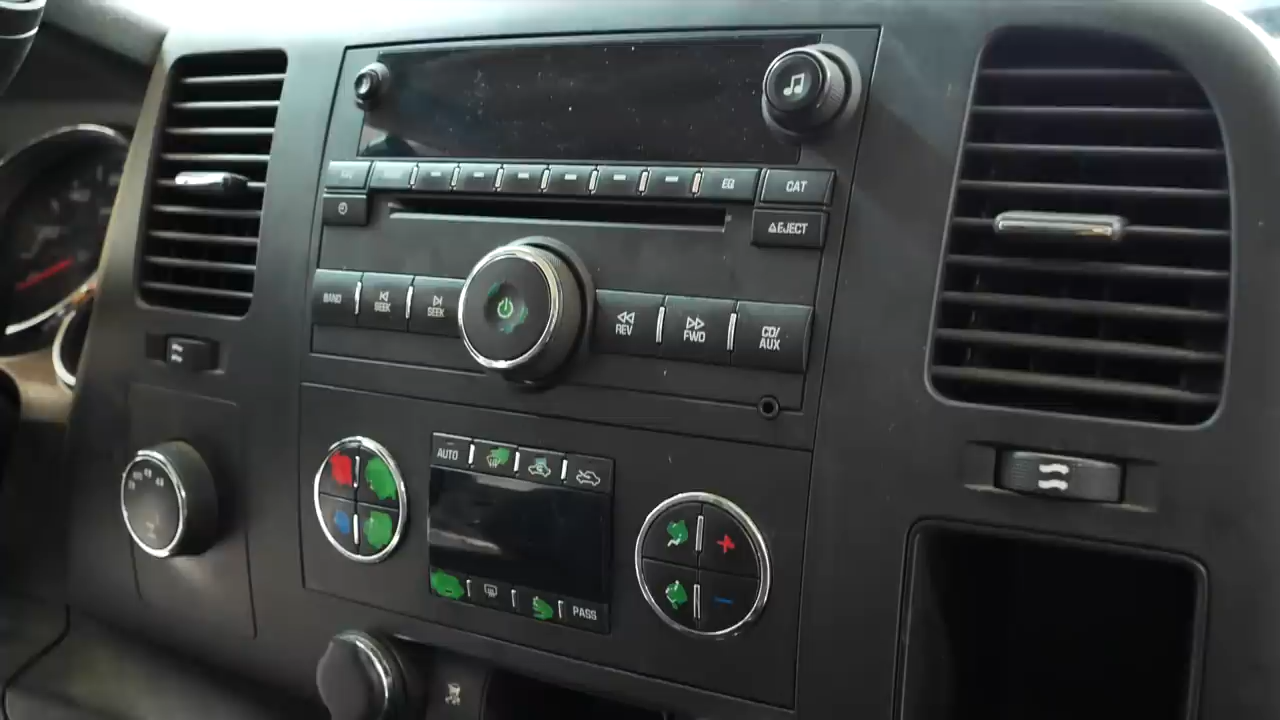 EQ
CAT
EJECT
BAND
SEEK
SEEK
REV
FWD
CD/
AUX
AUTO
PASS